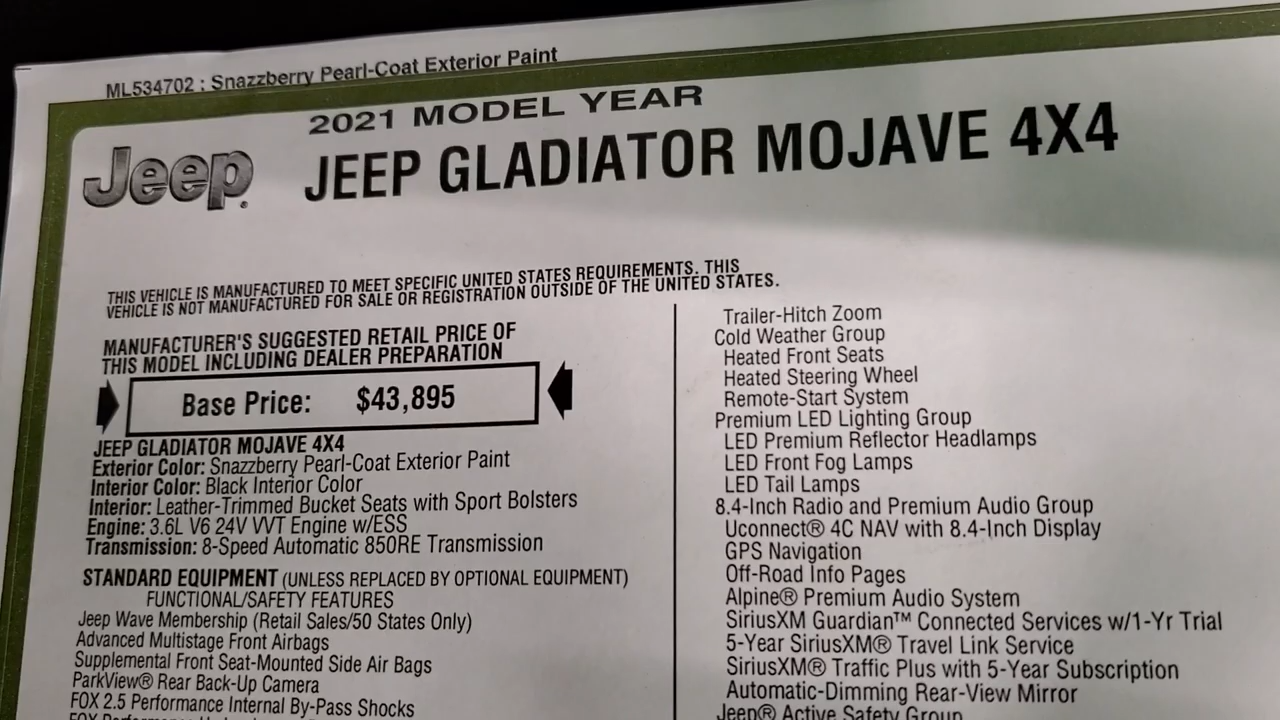 ML534702 : Snazzberry Pearl-Coat Exterior Paint
2021 MODEL YEAR
Jeep
JEEP GLADIATOR MOJAVE 4X4
THIS VEHICLE IS MANUFACTURED TO MEET SPECIFIC UNITED STATES REQUIREMENTS. THIS
VEHICLE IS NOT MANUFACTURED FOR SALE OR REGISTRATION OUTSIDE OF THE UNITED STATES.
MANUFACTURER'S SUGGESTED RETAIL PRICE OF
THIS MODEL INCLUDING DEALER PREPARATION
Base Price: $43,895
JEEP GLADIATOR MOJAVE 4X4
Exterior Color: Snazzberry Pearl-Coat Exterior Paint
Interior Color: Black Interior Color
Interior: Leather-Trimmed Bucket Seats with Sport Bolsters
Engine: 3.6L V6 24V VVT Engine w/ESS
Transmission: 8-Speed Automatic 850RE Transmission
STANDARD EQUIPMENT (UNLESS REPLACED BY OPTIONAL EQUIPMENT)
FUNCTIONAL/SAFETY FEATURES
Jeep Wave Membership (Retail Sales/50 States Only)
Advanced Multistage Front Airbags
Supplemental Front Seat-Mounted Side Air Bags
ParkView® Rear Back-Up Camera
FOX 2.5 Performance Internal By-Pass Shocks
FOX
Trailer-Hitch Zoom
Cold Weather Group
Heated Front Seats
Heated Steering Wheel
Remote-Start System
Premium LED Lighting Group
LED Premium Reflector Headlamps
LED Front Fog Lamps
LED Tail Lamps
8.4-Inch Radio and Premium Audio Group
Uconnect® 4C NAV with 8.4-Inch Display
GPS Navigation
Off-Road Info Pages
Alpine® Premium Audio System
SiriusXM Guardian™ Connected Services w/1-Yr Trial
5-Year SiriusXM® Travel Link Service
SiriusXM® Traffic Plus with 5-Year Subscription
Automatic-Dimming Rear-View Mirror
Jeep® Active Safety Group